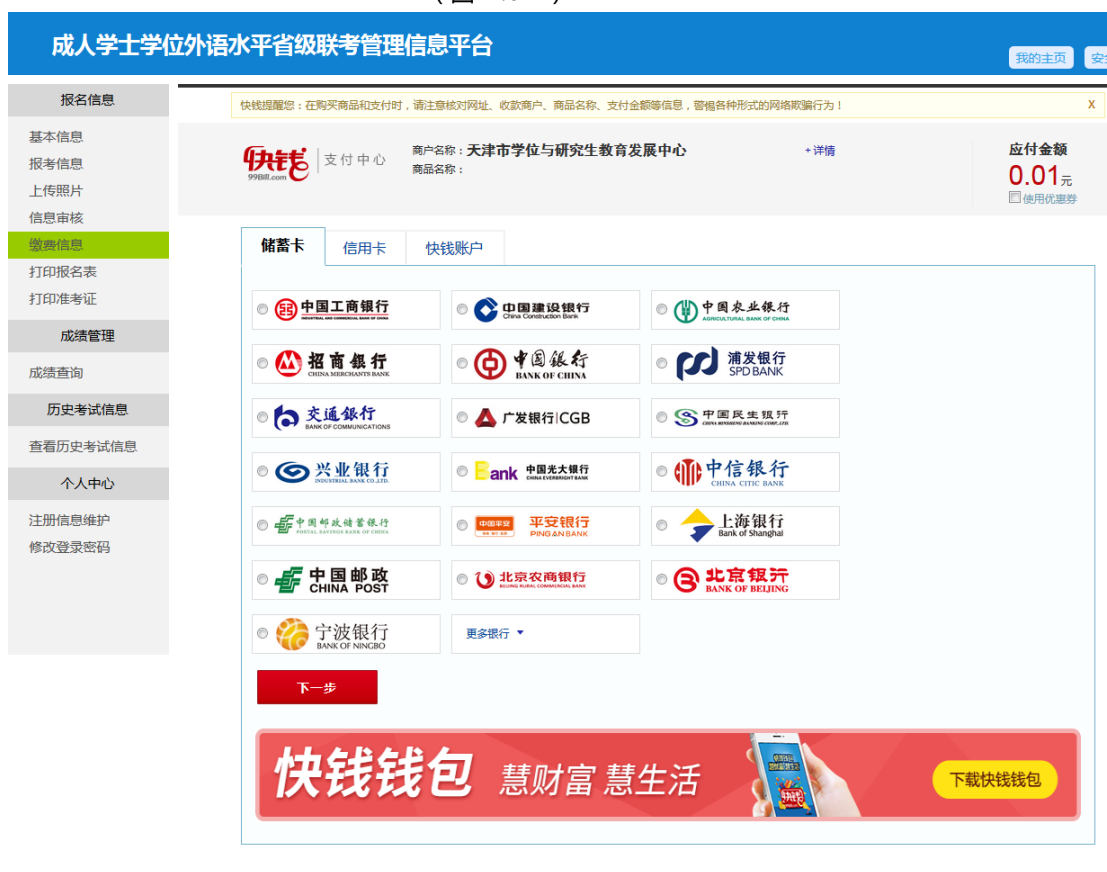 成人学士学位外语水平省级联考管理信息平台
我的主页
报名信息
基本信息
报考信息
上传照片
信息审核
缴费信息
打印报名表
打印准考证
成绩管理
成绩查询
历史考试信息
查看历史考试信息
个人中心
注册信息维护
修改登录密码
快钱提醒您：在购买商品和支付时，请注意核对网址、收款商户、商品名称、支付金额等信息，警惕各种形式的网络欺骗行为！ X
快钱 99Bill.com 支付中心
商户名称：天津市学位与研究生教育发展中心 +详情
商品名称：
应付金额
0.01元
使用优惠券
储蓄卡 信用卡 快钱账户
中国工商银行 INDUSTRIAL AND COMMERCIAL BANK OF CHINA
中国建设银行 China Construction Bank
中国农业银行 AGRICULTURAL BANK OF CHINA
招商银行 CHINA MERCHANTS BANK
中国银行 BANK OF CHINA
浦发银行 SPD BANK
交通银行 BANK OF COMMUNICATIONS
广发银行|CGB
中国民生银行 CHINA MINSHENG BANKING CORP.,LTD.
兴业银行 INDUSTRIAL BANK CO.,LTD.
Bank 中国光大银行 CHINA EVERBRIGHT BANK
中信银行 CHINA CITIC BANK
中国邮政储蓄银行 POSTAL SAVINGS BANK OF CHINA
中国平安 平安银行 PING AN BANK
上海银行 Bank of Shanghai
中国邮政 CHINA POST
北京农商银行 BEIJING RURAL COMMERCIAL BANK
北京银行 BANK OF BEIJING
宁波银行 BANK OF NINGBO
更多银行
下一步
快钱钱包 慧财富 慧生活
下载快钱钱包